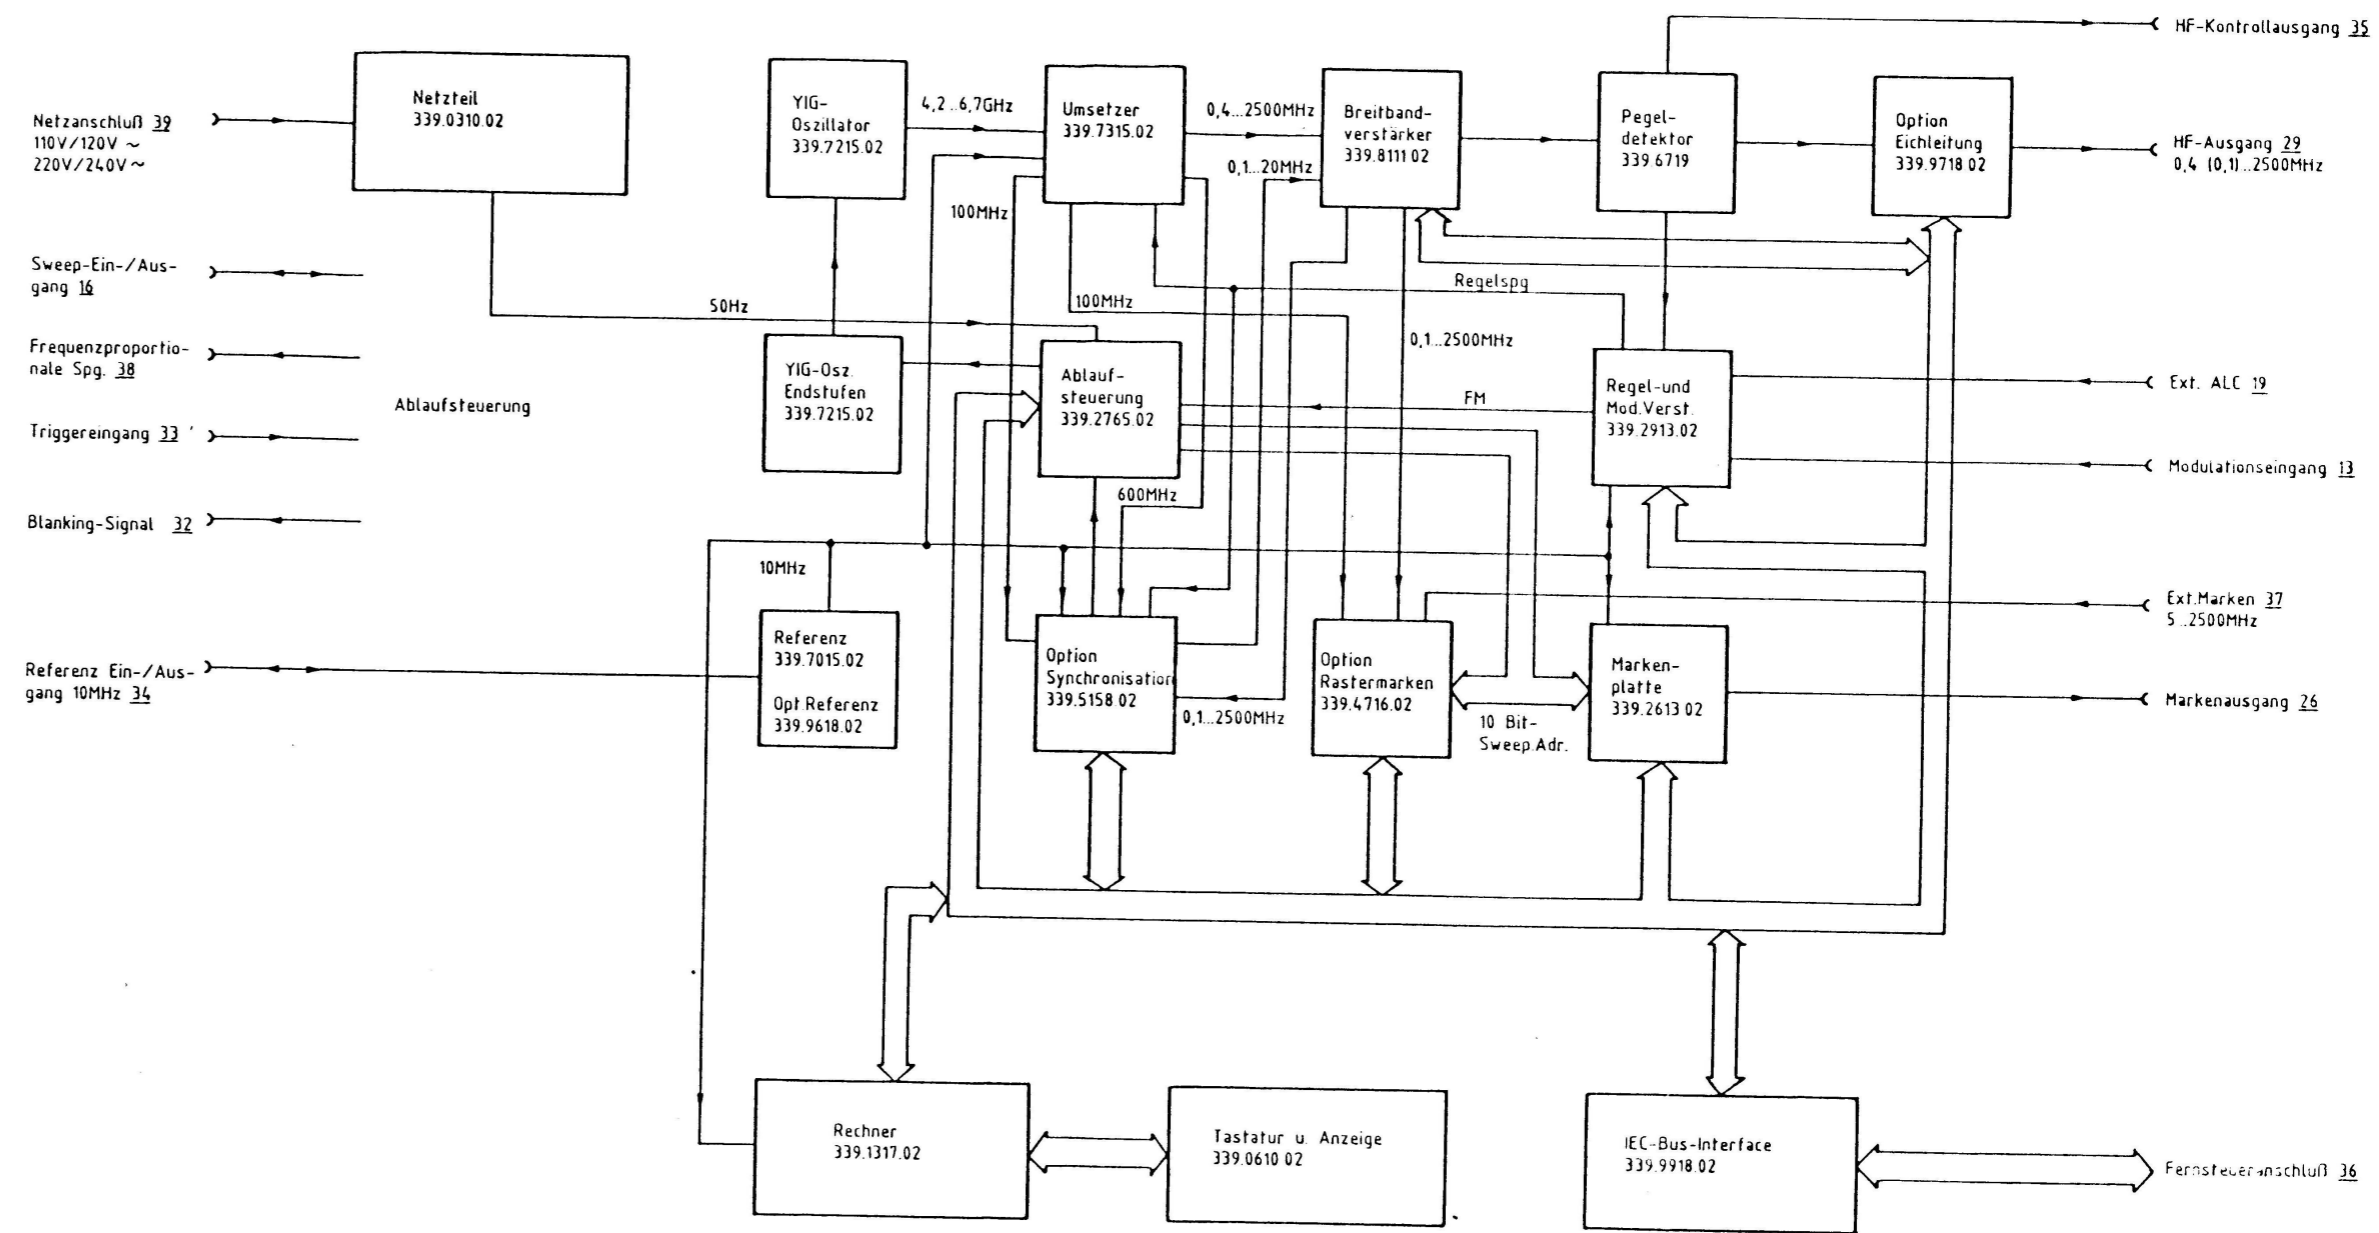 HF-Kontrollausgang 35
Netzanschluß 39
110V/120V ~
220V/240V ~
Netzteil
339.0310.02
YIG-
Oszillator
339.7215.02
4,2..6,7GHz
Umsetzer
339.7315.02
0,4...2500MHz
0,1...20MHz
Breitband-
verstärker
339.8111 02
Pegel-
detektor
339.6719
Option
Eichleitung
339.9718 02
HF-Ausgang 29
0,4 (0,1)...2500MHz
100MHz
Sweep-Ein-/Aus-
gang 16
50Hz
100MHz
Regelspg
0,1...2500MHz
Frequenzproportio-
nale Spg. 38
Ablaufsteuerung
YIG-Osz.
Endstufen
339.7215.02
Ablauf-
steuerung
339.2765.02
FM
Regel-und
Mod.Verst.
339.2913.02
Ext. ALC 19
Triggereingang 33
Modulationseingang 13
Blanking-Signal 32
600MHz
10MHz
Referenz Ein-/Aus-
gang 10MHz 34
Referenz
339.7015.02
Opt.Referenz
339.9618.02
Option
Synchronisation
339.5158.02
0,1...2500MHz
Option
Rastermarken
339.4716.02
10 Bit-
Sweep.Adr.
Marken-
platte
339.2613 02
Ext.Marken 37
5...2500MHz
Markenausgang 26
Rechner
339.1317.02
Tastatur u. Anzeige
339.0610 02
IEC-Bus-Interface
339.9918.02
Fernsteueranschluß 36